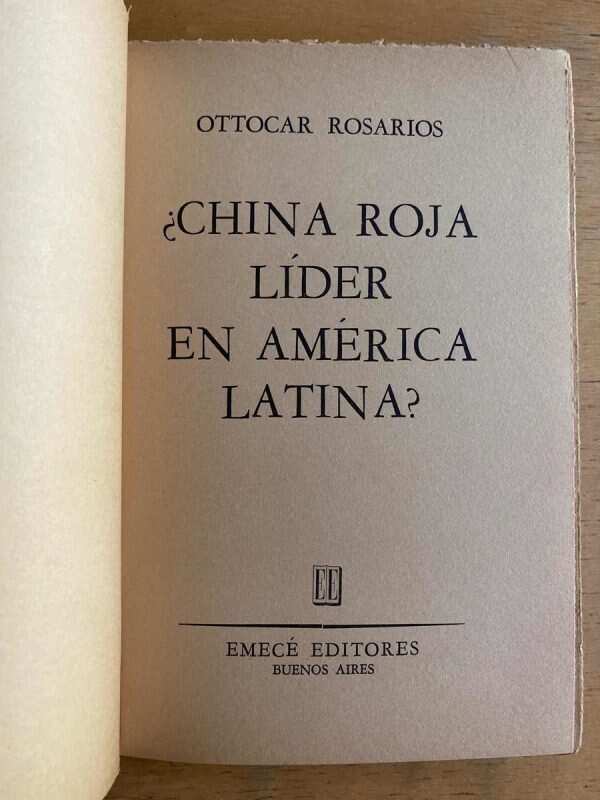 OTTOCAR ROSARIOS
¿CHINA ROJA
LÍDER
EN AMÉRICA
LATINA?
EE
EMECÉ EDITORES
BUENOS AIRES